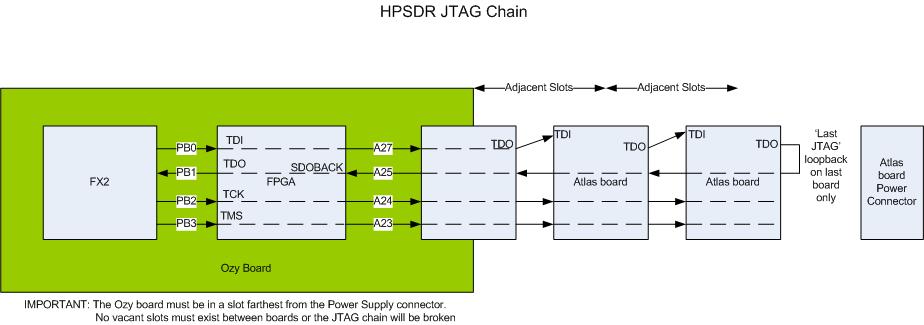 HPSDR JTAG Chain
Adjacent Slots
Adjacent Slots
FX2
PB0
PB1
PB2
PB3
TDI
TDO
SDOBACK
FPGA
TCK
TMS
A27
A25
A24
A23
TDO
TDI
TDO
Atlas board
TDI
TDO
Atlas board
'Last
JTAG'
loopback
on last
board
only
Atlas
board
Power
Connector
Ozy Board
IMPORTANT: The Ozy board must be in a slot farthest from the Power Supply connector.
No vacant slots must exist between boards or the JTAG chain will be broken